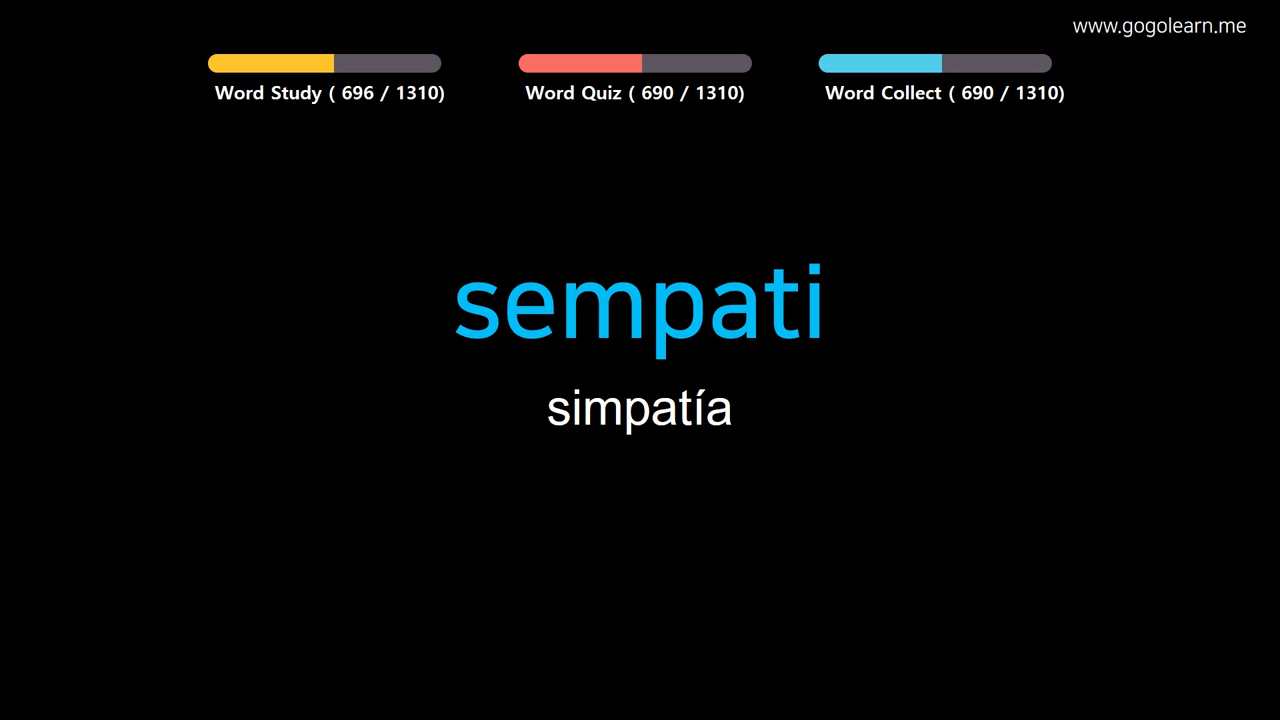 www.gogolearn.me
Word Study ( 696 / 1310)
Word Quiz ( 690 / 1310)
Word Collect ( 690 / 1310)
sempati
simpatía